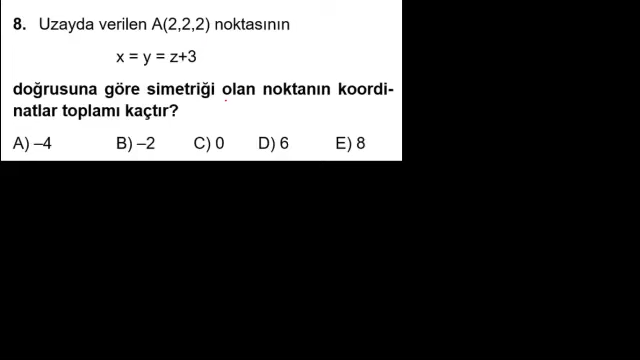 8. Uzayda verilen A(2,2,2) noktasının
x = y = z+3
doğrusuna göre simetriği olan noktanın koordi-
natlar toplamı kaçtır?
A) –4 B) –2 C) 0 D) 6 E) 8